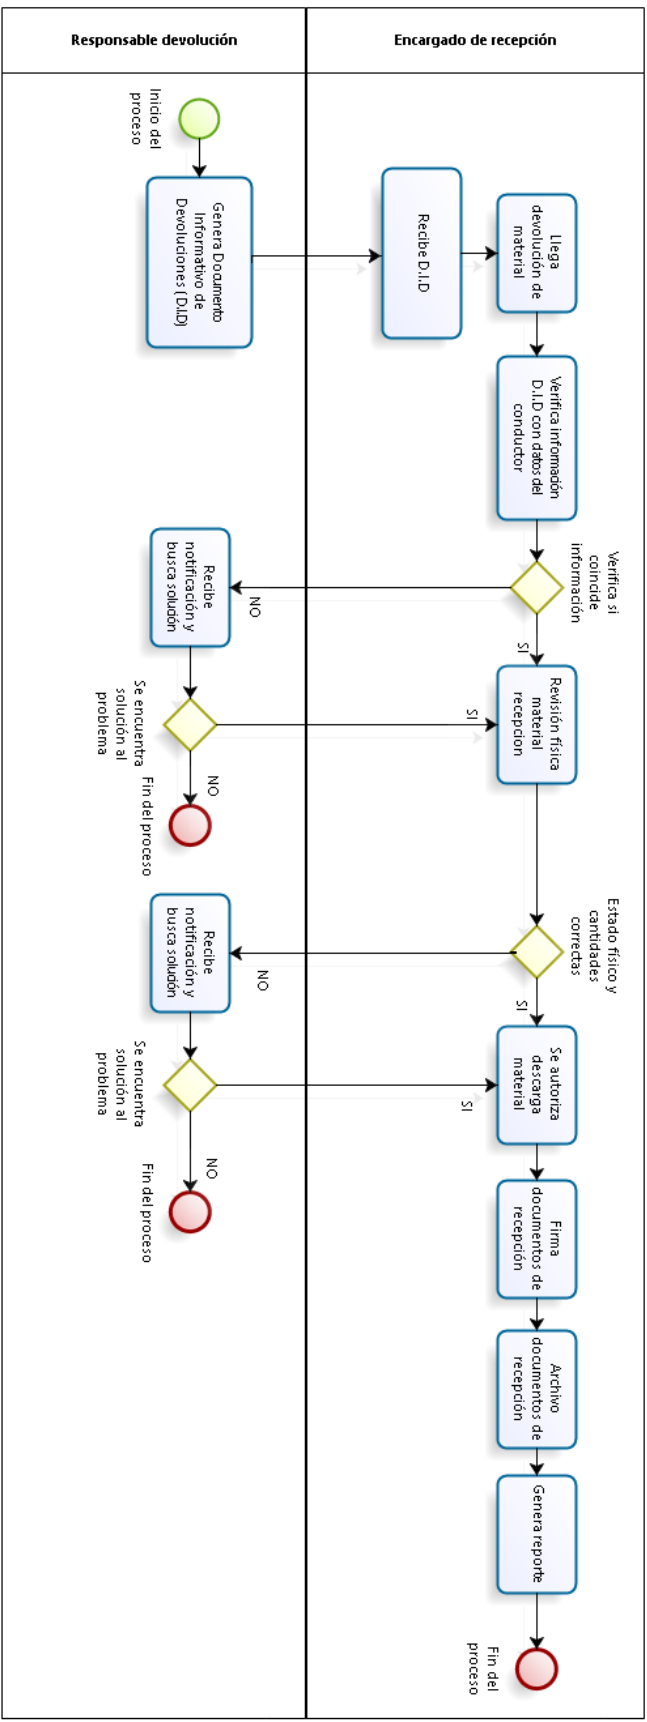 Responsable devolución
Encargado de recepción
Inicio del
proceso
Genera Documento
Informativo de
Devoluciones ( D.I.D)
Recibe D.I.D
Llega
devolución de
material
Verifica información
D.I.D con datos del
conductor
Verifica si
coincide
información
NO
SI
Recibe
notificación y
busca solución
Se encuentra
solución al
problema
SI
NO
Fin del proceso
Revisión física
material
recepcion
Estado físico y
cantidades
correctas
NO
SI
Recibe
notificación y
busca solución
Se encuentra
solución al
problema
SI
NO
Fin del proceso
Se autoriza
descarga
material
Firma
documentos de
recepción
Archivo
documentos de
recepción
Genera reporte
Fin del
proceso